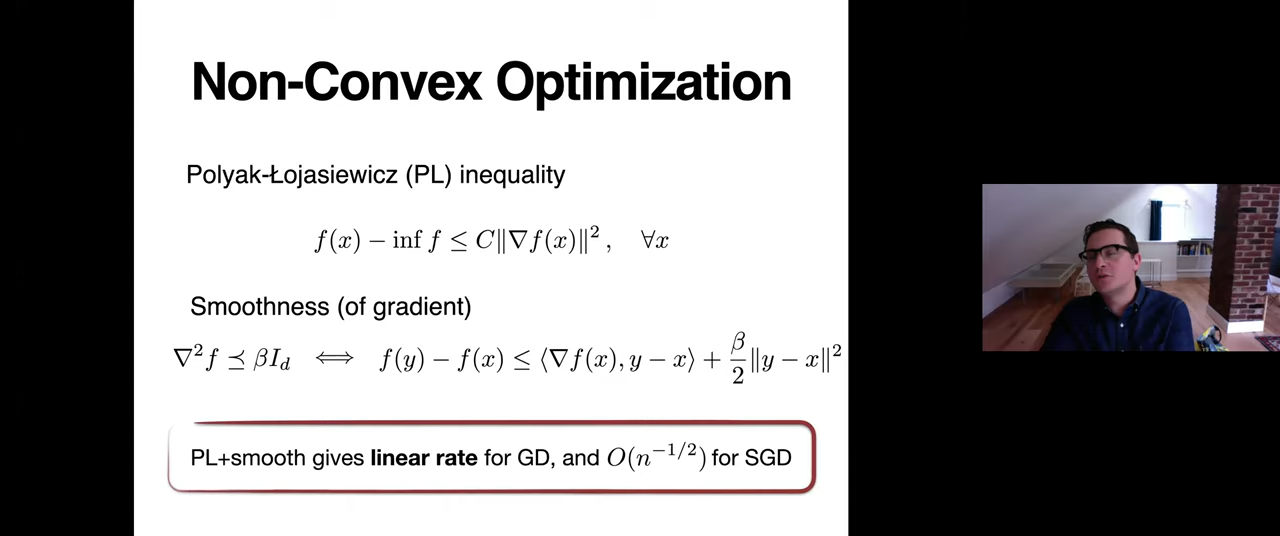 Non-Convex Optimization
Polyak-Łojasiewicz (PL) inequality
f(x) − inf f ≤ C‖∇f(x)‖², ∀x
Smoothness (of gradient)
∇²f ⪯ βI_d ⟺ f(y) − f(x) ≤ ⟨∇f(x), y − x⟩ + β/2 ‖y − x‖²
PL+smooth gives linear rate for GD, and O(n^{−1/2}) for SGD